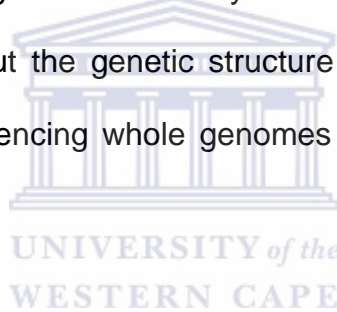 ut the genetic structure
encing whole genomes
UNIVERSITY of the
WESTERN CAPE